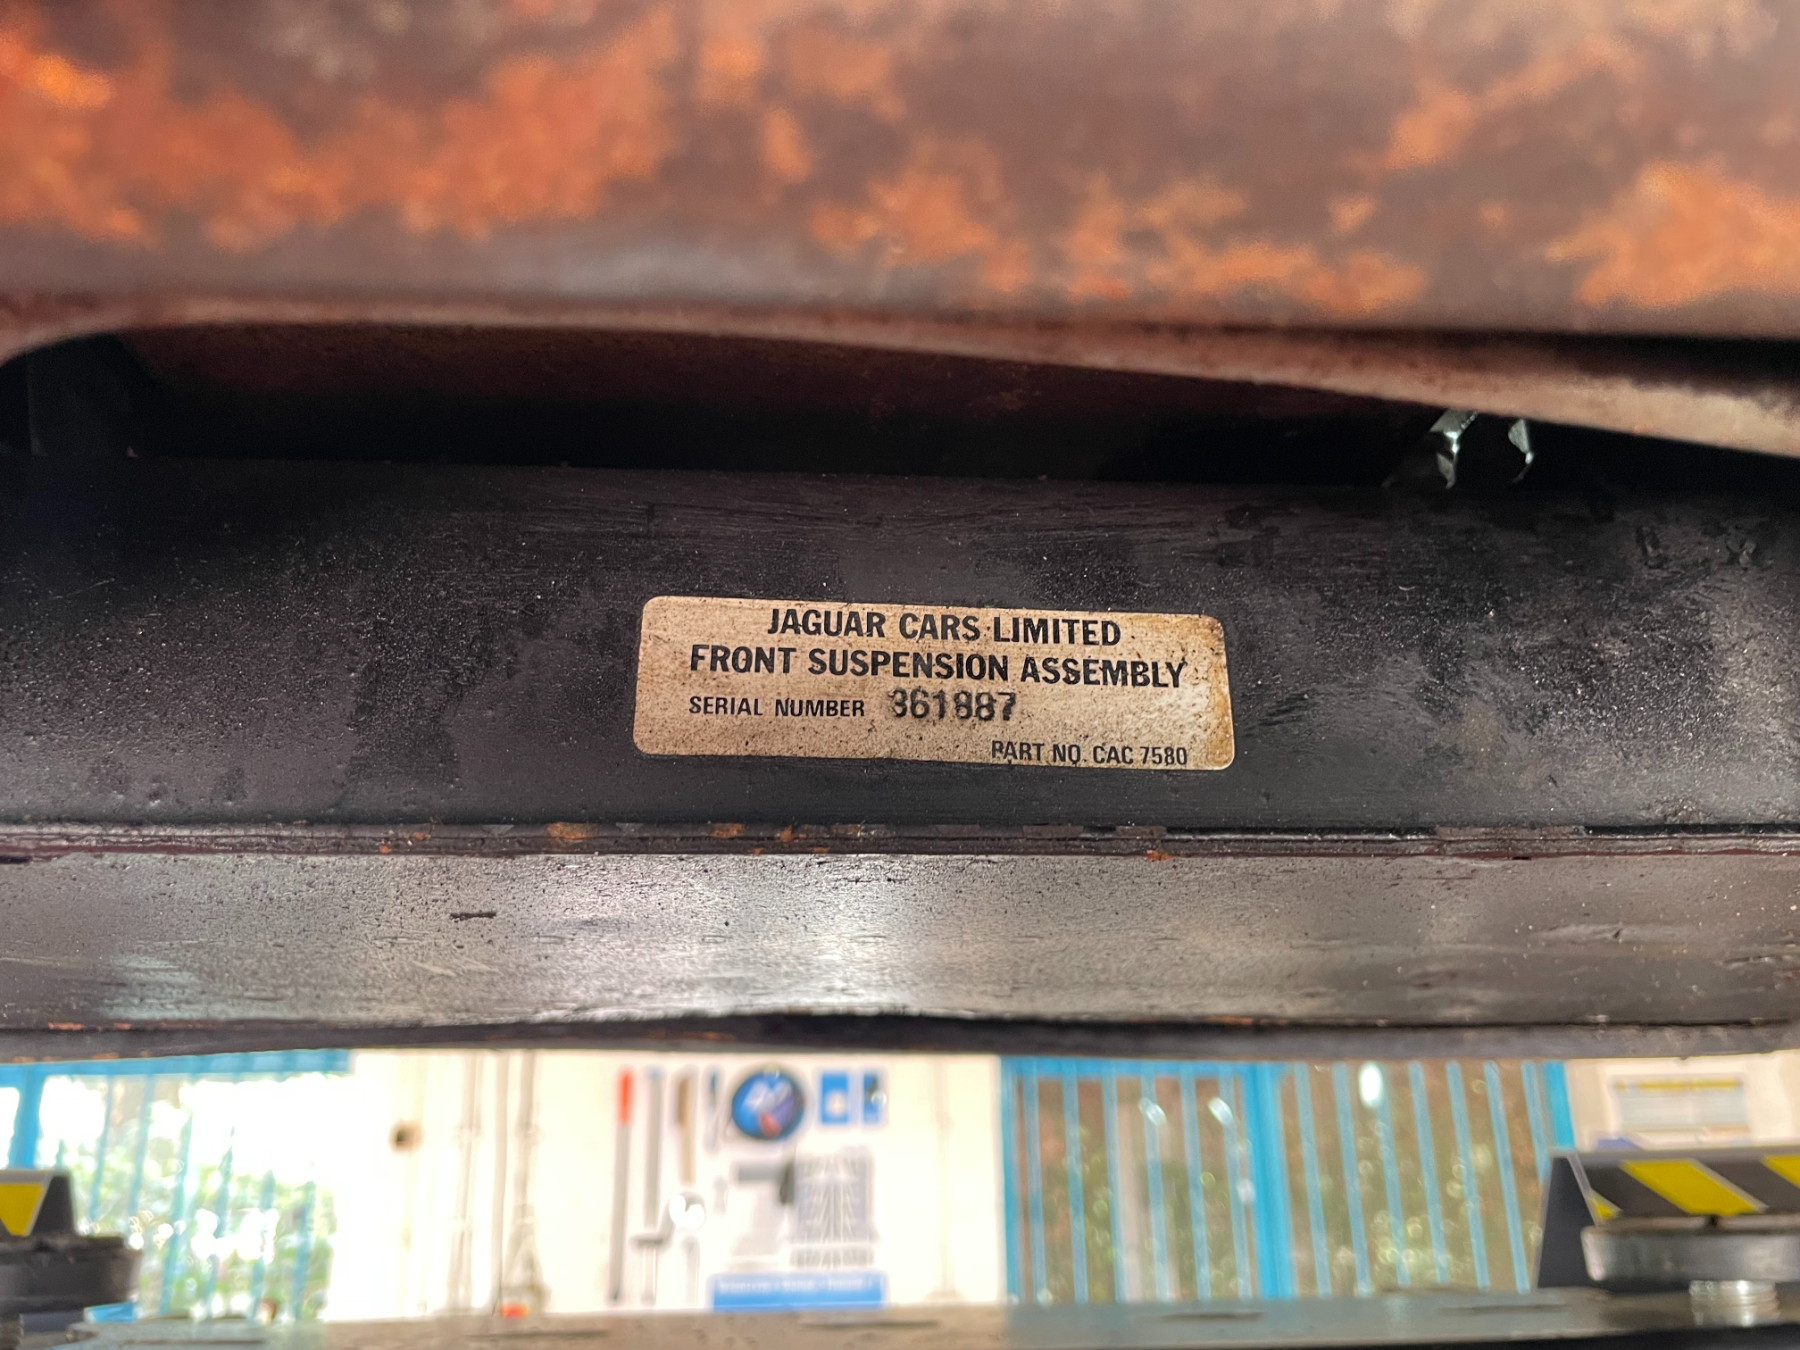 JAGUAR CARS LIMITED
FRONT SUSPENSION ASSEMBLY
SERIAL NUMBER 361887
PART NO. CAC 7580